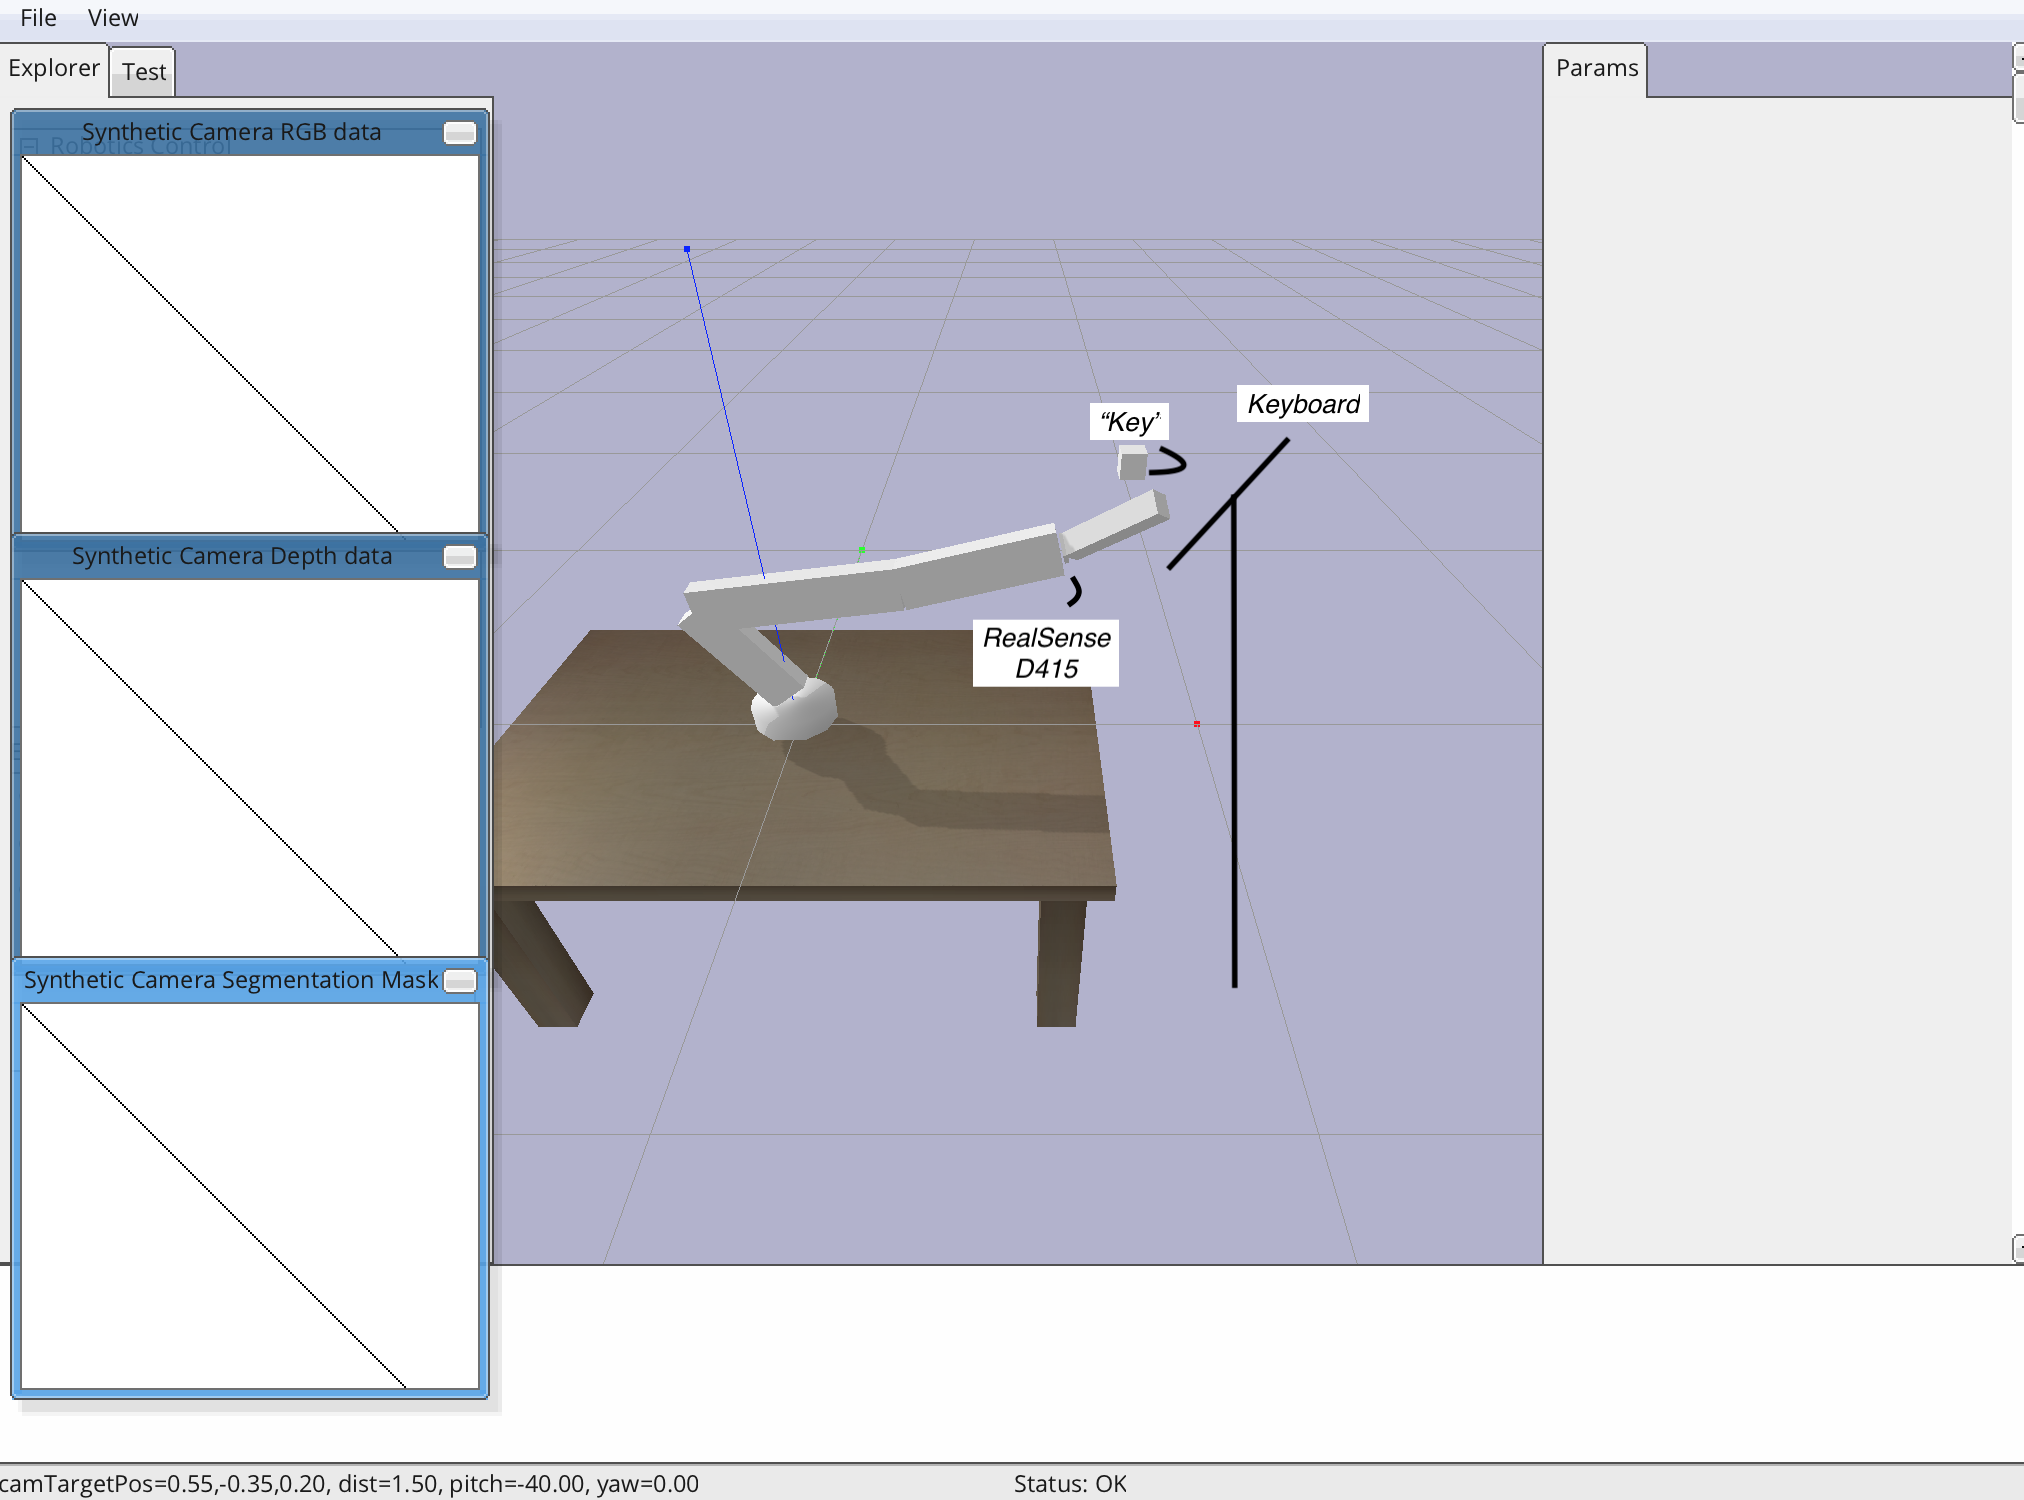 File View
Explorer Test
Params
Synthetic Camera RGB data
Robotics Control
Synthetic Camera Depth data
Synthetic Camera Segmentation Mask
Keyboard
“Key’
RealSense
D415
camTargetPos=0.55,-0.35,0.20, dist=1.50, pitch=-40.00, yaw=0.00
Status: OK